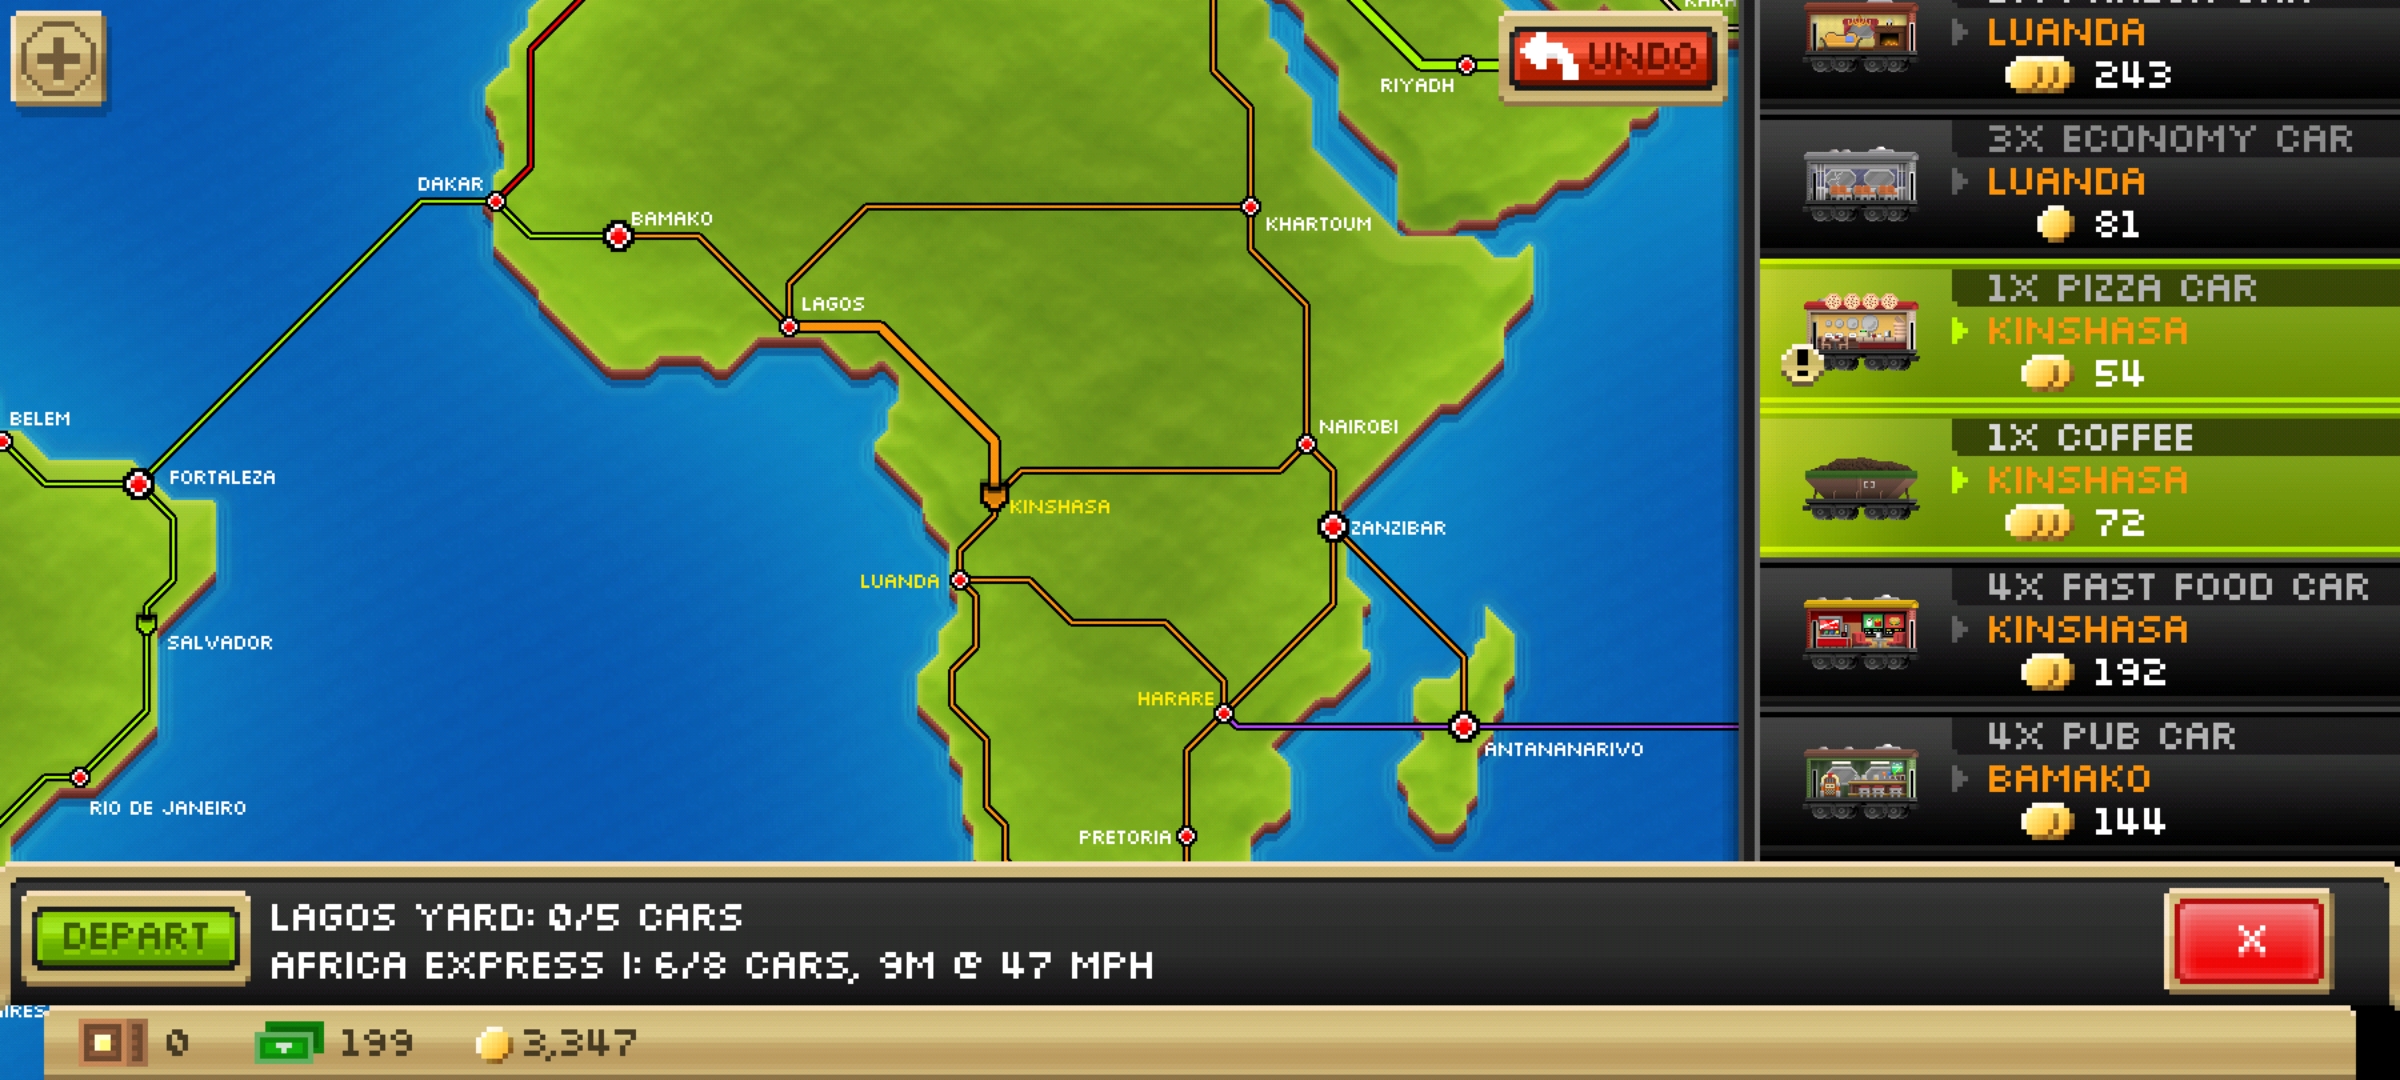 UNDO
RIYADH
DAKAR
BAMAKO
KHARTOUM
LAGOS
BELEM
FORTALEZA
NAIROBI
KINSHASA
ZANZIBAR
LUANDA
SALVADOR
HARARE
ANTANANARIVO
RIO DE JANEIRO
PRETORIA
LUANDA
243
3X ECONOMY CAR
LUANDA
81
1X PIZZA CAR
KINSHASA
54
1X COFFEE
KINSHASA
72
4X FAST FOOD CAR
KINSHASA
192
4X PUB CAR
BAMAKO
144
DEPART
LAGOS YARD: 0/5 CARS
AFRICA EXPRESS I: 6/8 CARS, 9M @ 47 MPH
X
0
199
3,347